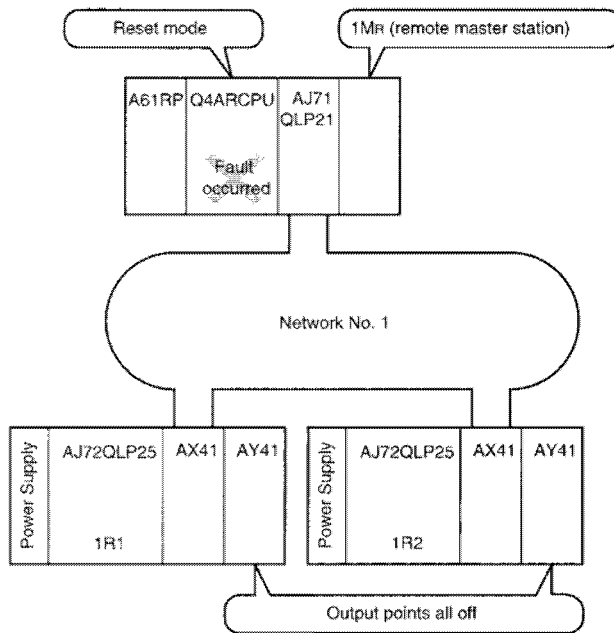 Reset mode
1MR (remote master station)
A61RP
Q4ARCPU
AJ71
QLP21
Fault
occurred
Network No. 1
Power Supply
AJ72QLP25
AX41
AY41
1R1
Power Supply
AJ72QLP25
AX41
AY41
1R2
Output points all off